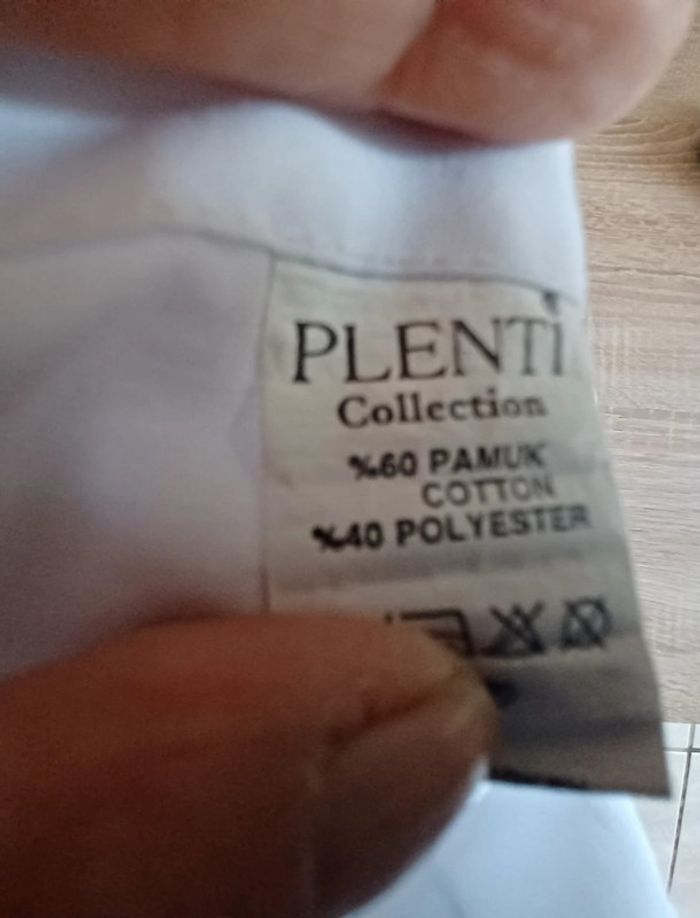 PLENTİ
Collection
%60 PAMUK
COTTON
%40 POLYESTER